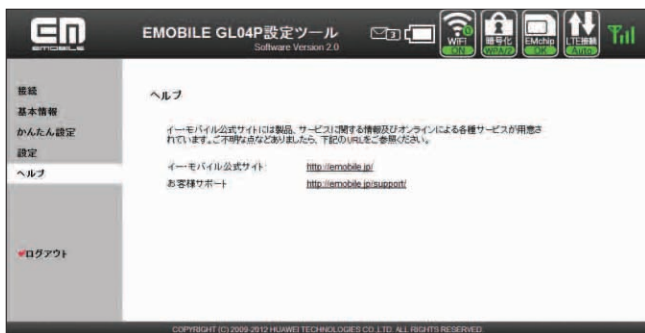 EM
EMOBILE
EMOBILE GL04P設定ツール
Software Version 2.0
3
WiFi
ON
暗号化
WPA/2
EMchip
OK
LTE接続
Auto
接続
基本情報
かんたん設定
設定
ヘルプ
ログアウト
ヘルプ
イー・モバイル公式サイトには製品、サービスに関する情報及びオンラインによる各種サービスが用意さ
れています。ご不明な点などありましたら、下記のURLをご参照ください。
イー・モバイル公式サイト http://emobile.jp/
お客様サポート http://emobile.jp/support/
COPYRIGHT (C) 2009-2012 HUAWEI TECHNOLOGIES CO.,LTD. ALL RIGHTS RESERVED.